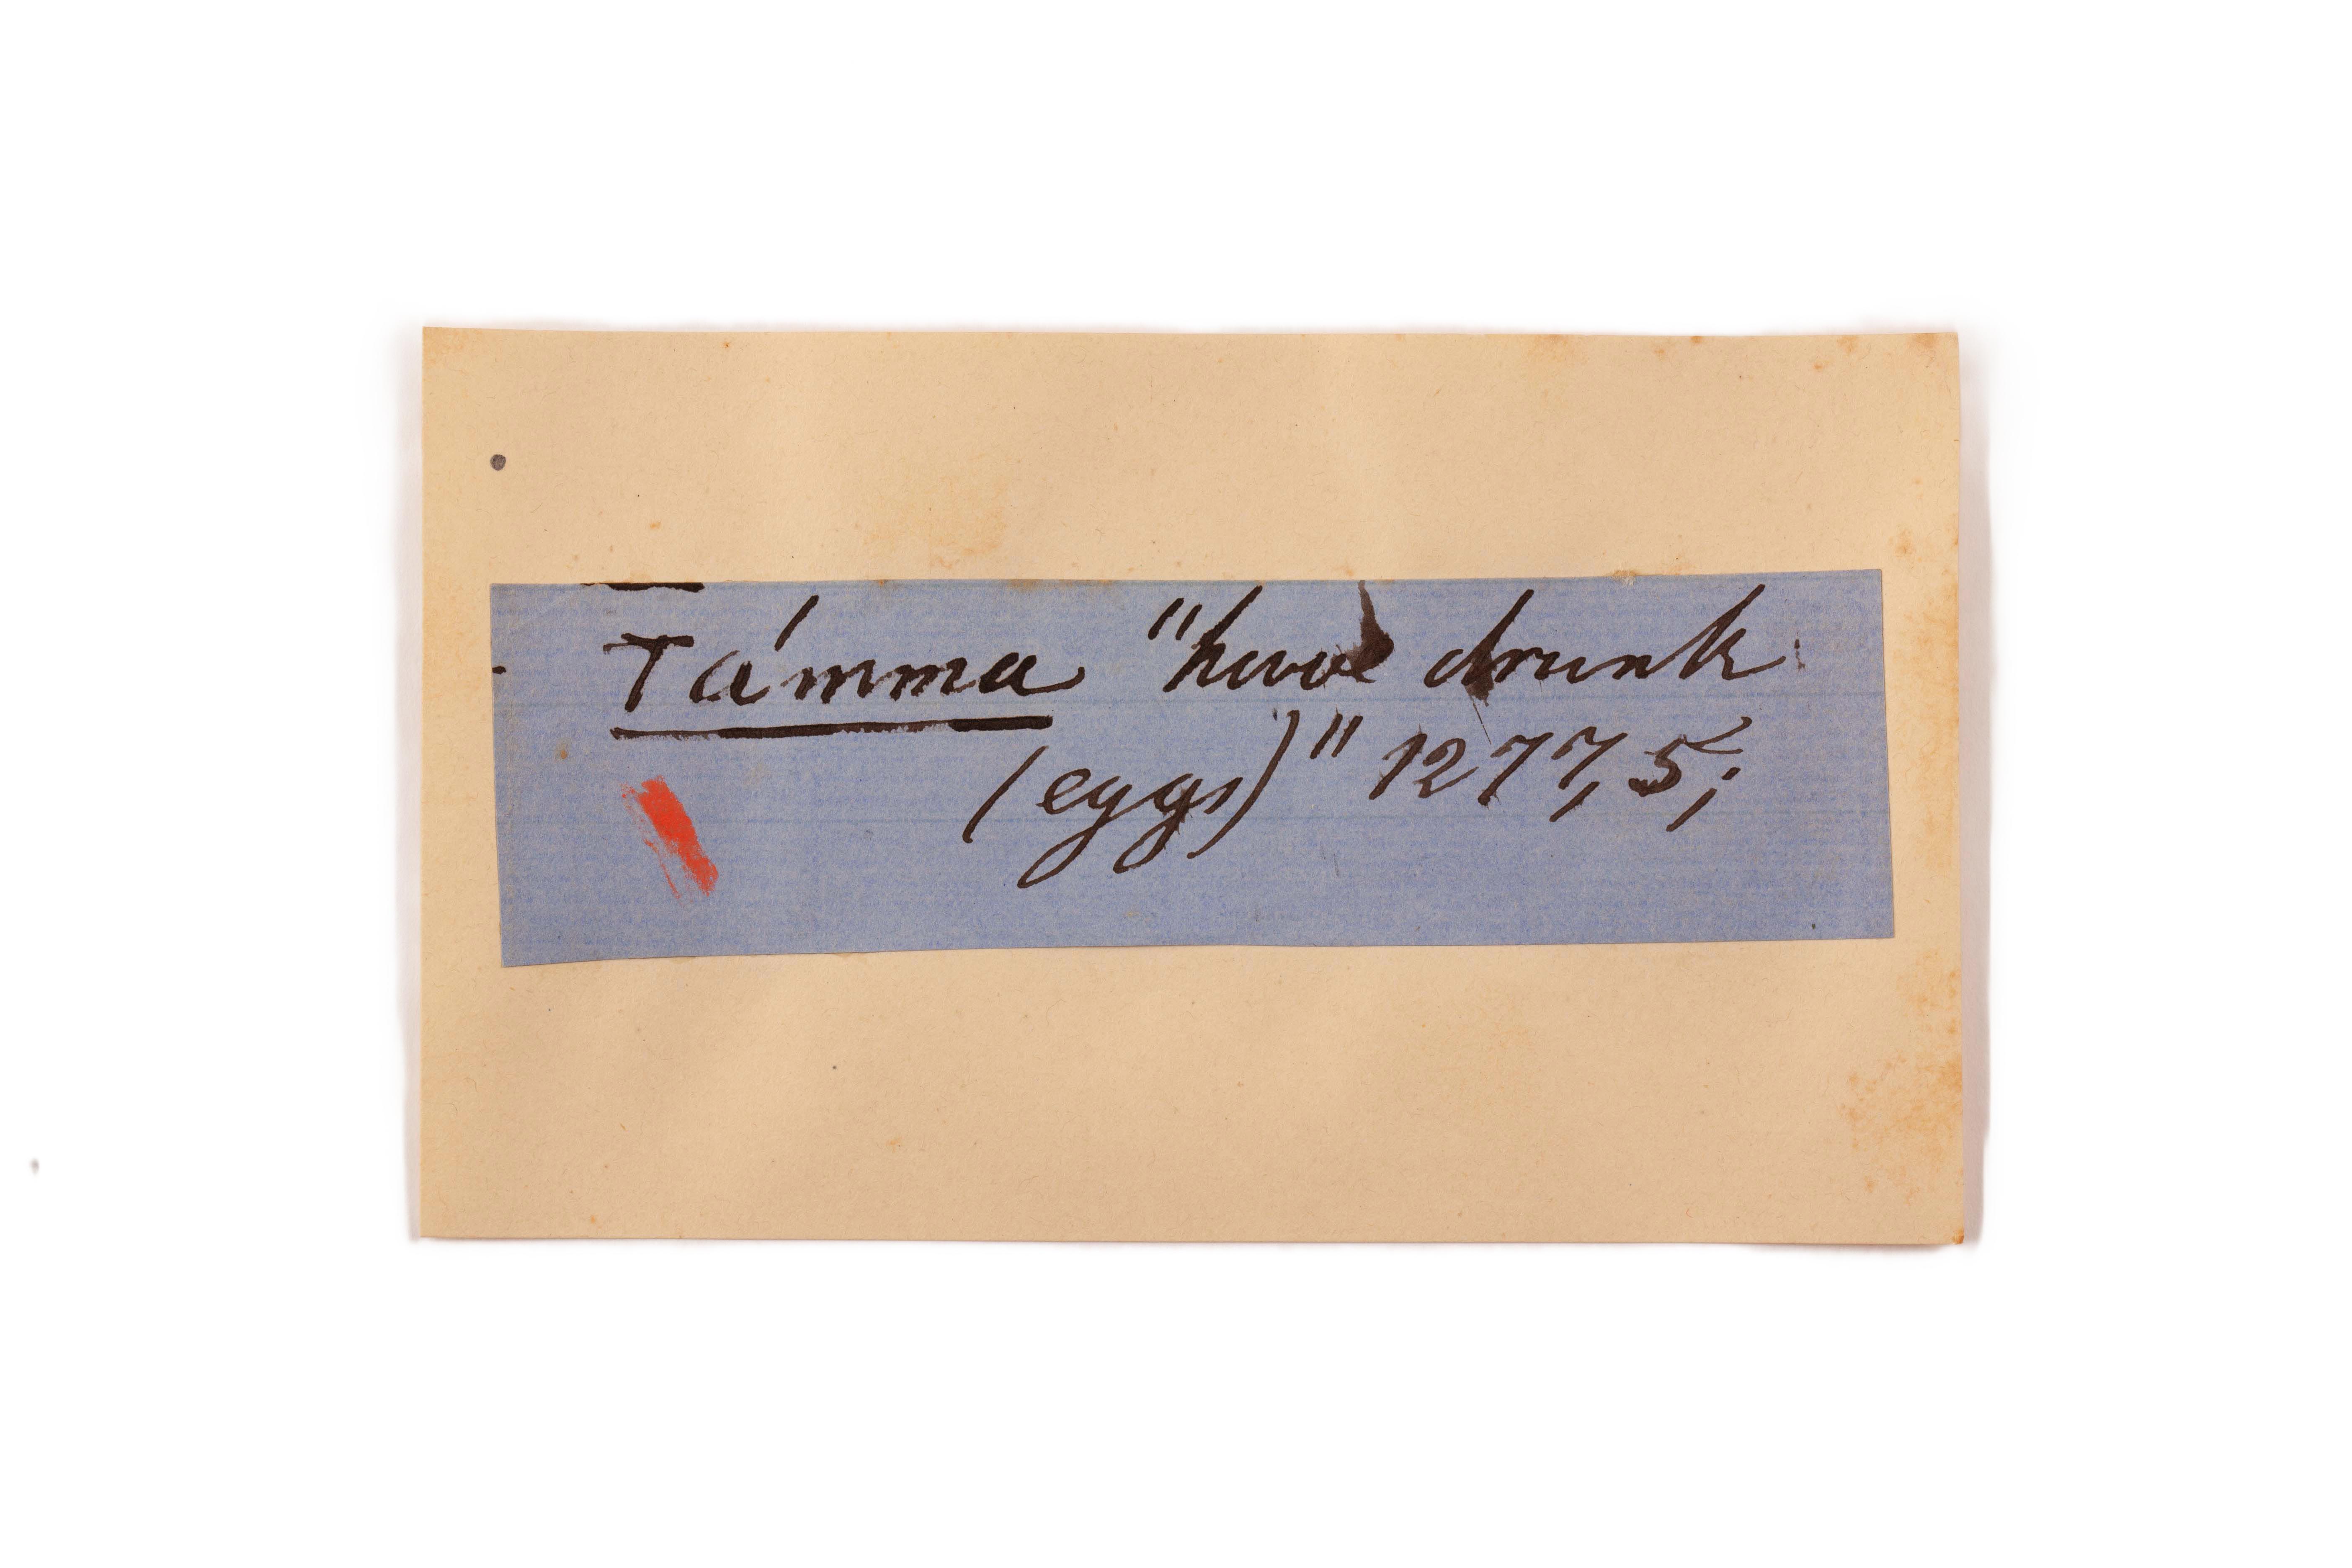 Támma "have drunk
(eggs)" 1277,5;